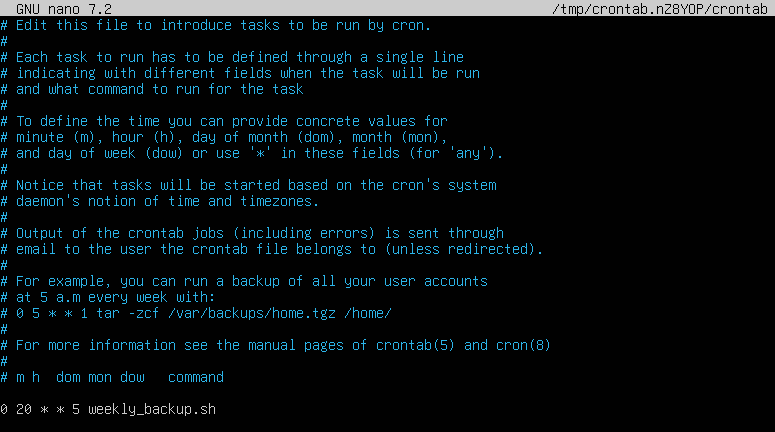 GNU nano 7.2 /tmp/crontab.nZ8YOP/crontab
# Edit this file to introduce tasks to be run by cron.
#
# Each task to run has to be defined through a single line
# indicating with different fields when the task will be run
# and what command to run for the task
#
# To define the time you can provide concrete values for
# minute (m), hour (h), day of month (dom), month (mon),
# and day of week (dow) or use '*' in these fields (for 'any').
#
# Notice that tasks will be started based on the cron's system
# daemon's notion of time and timezones.
#
# Output of the crontab jobs (including errors) is sent through
# email to the user the crontab file belongs to (unless redirected).
#
# For example, you can run a backup of all your user accounts
# at 5 a.m every week with:
# 0 5 * * 1 tar -zcf /var/backups/home.tgz /home/
#
# For more information see the manual pages of crontab(5) and cron(8)
#
# m h  dom mon dow   command

0 20 * * 5 weekly_backup.sh